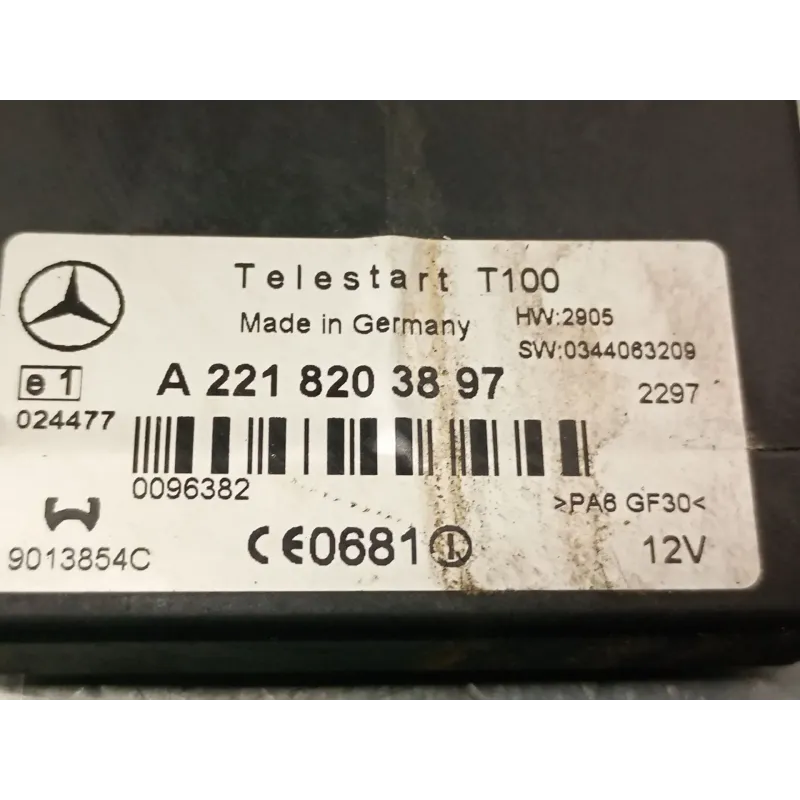 Telestart T100
Made in Germany
HW:2905
SW:0344063209
e1
A 221 820 38 97
2297
024477
0096382
>PA6 GF30<
9013854C
CE0681
12V